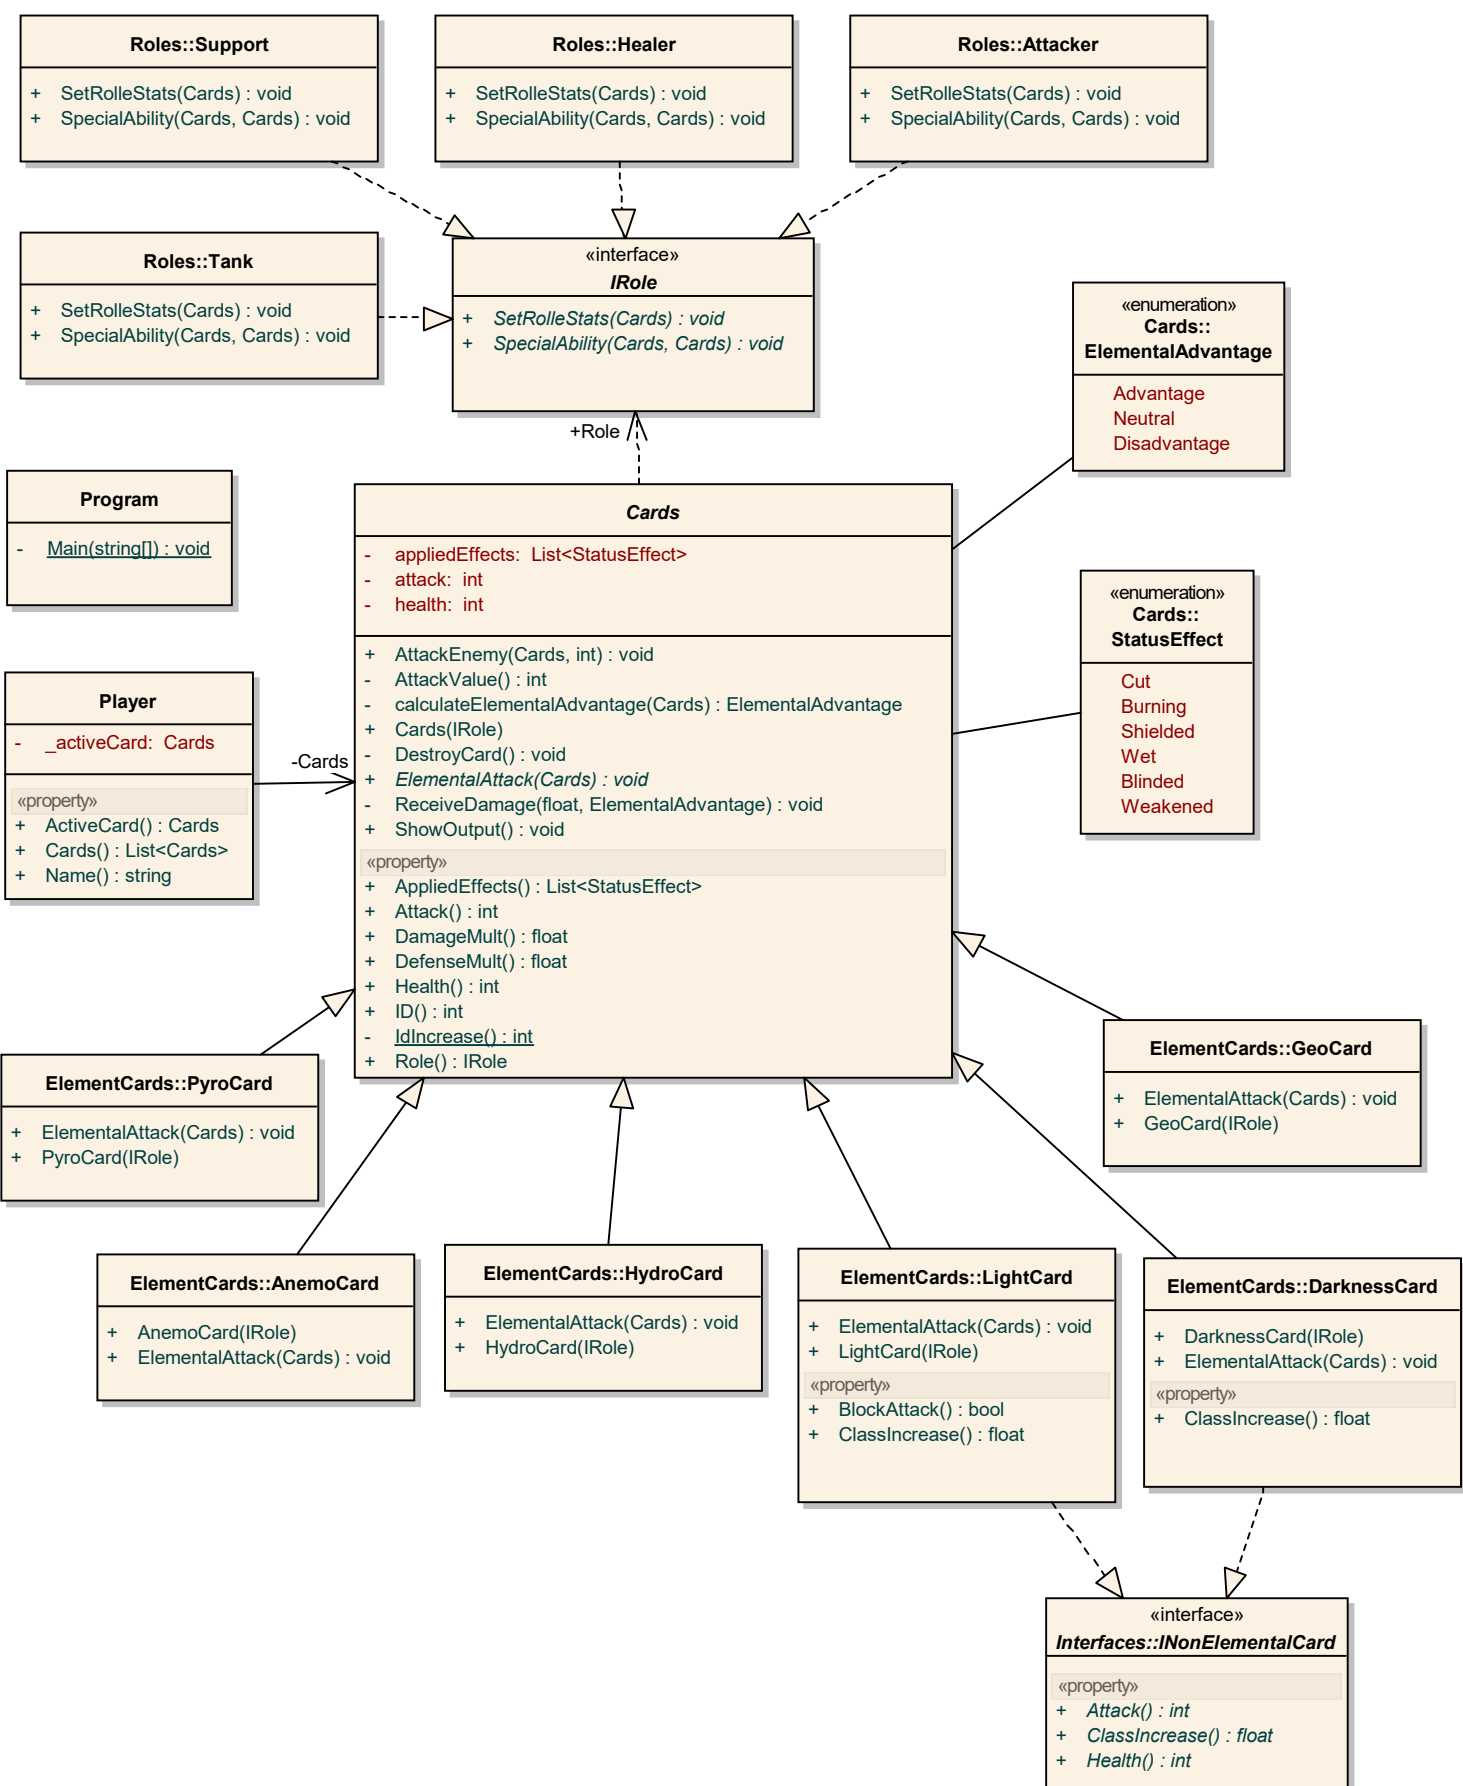 Roles::Support
+ SetRolleStats(Cards) : void
+ SpecialAbility(Cards, Cards) : void
Roles::Healer
+ SetRolleStats(Cards) : void
+ SpecialAbility(Cards, Cards) : void
Roles::Attacker
+ SetRolleStats(Cards) : void
+ SpecialAbility(Cards, Cards) : void
Roles::Tank
+ SetRolleStats(Cards) : void
+ SpecialAbility(Cards, Cards) : void
«interface»
IRole
+ SetRolleStats(Cards) : void
+ SpecialAbility(Cards, Cards) : void
«enumeration»
Cards::
ElementalAdvantage
Advantage
Neutral
Disadvantage
+Role
Program
- Main(string[]) : void
Cards
- appliedEffects: List<StatusEffect>
- attack: int
- health: int
+ AttackEnemy(Cards, int) : void
- AttackValue() : int
- calculateElementalAdvantage(Cards) : ElementalAdvantage
+ Cards(IRole)
- DestroyCard() : void
+ ElementalAttack(Cards) : void
- ReceiveDamage(float, ElementalAdvantage) : void
+ ShowOutput() : void
«property»
+ AppliedEffects() : List<StatusEffect>
+ Attack() : int
+ DamageMult() : float
+ DefenseMult() : float
+ Health() : int
+ ID() : int
- IdIncrease() : int
+ Role() : IRole
«enumeration»
Cards::
StatusEffect
Cut
Burning
Shielded
Wet
Blinded
Weakened
Player
- _activeCard: Cards
«property»
+ ActiveCard() : Cards
+ Cards() : List<Cards>
+ Name() : string
-Cards
ElementCards::PyroCard
+ ElementalAttack(Cards) : void
+ PyroCard(IRole)
ElementCards::GeoCard
+ ElementalAttack(Cards) : void
+ GeoCard(IRole)
ElementCards::AnemoCard
+ AnemoCard(IRole)
+ ElementalAttack(Cards) : void
ElementCards::HydroCard
+ ElementalAttack(Cards) : void
+ HydroCard(IRole)
ElementCards::LightCard
+ ElementalAttack(Cards) : void
+ LightCard(IRole)
«property»
+ BlockAttack() : bool
+ ClassIncrease() : float
ElementCards::DarknessCard
+ DarknessCard(IRole)
+ ElementalAttack(Cards) : void
«property»
+ ClassIncrease() : float
«interface»
Interfaces::INonElementalCard
«property»
+ Attack() : int
+ ClassIncrease() : float
+ Health() : int